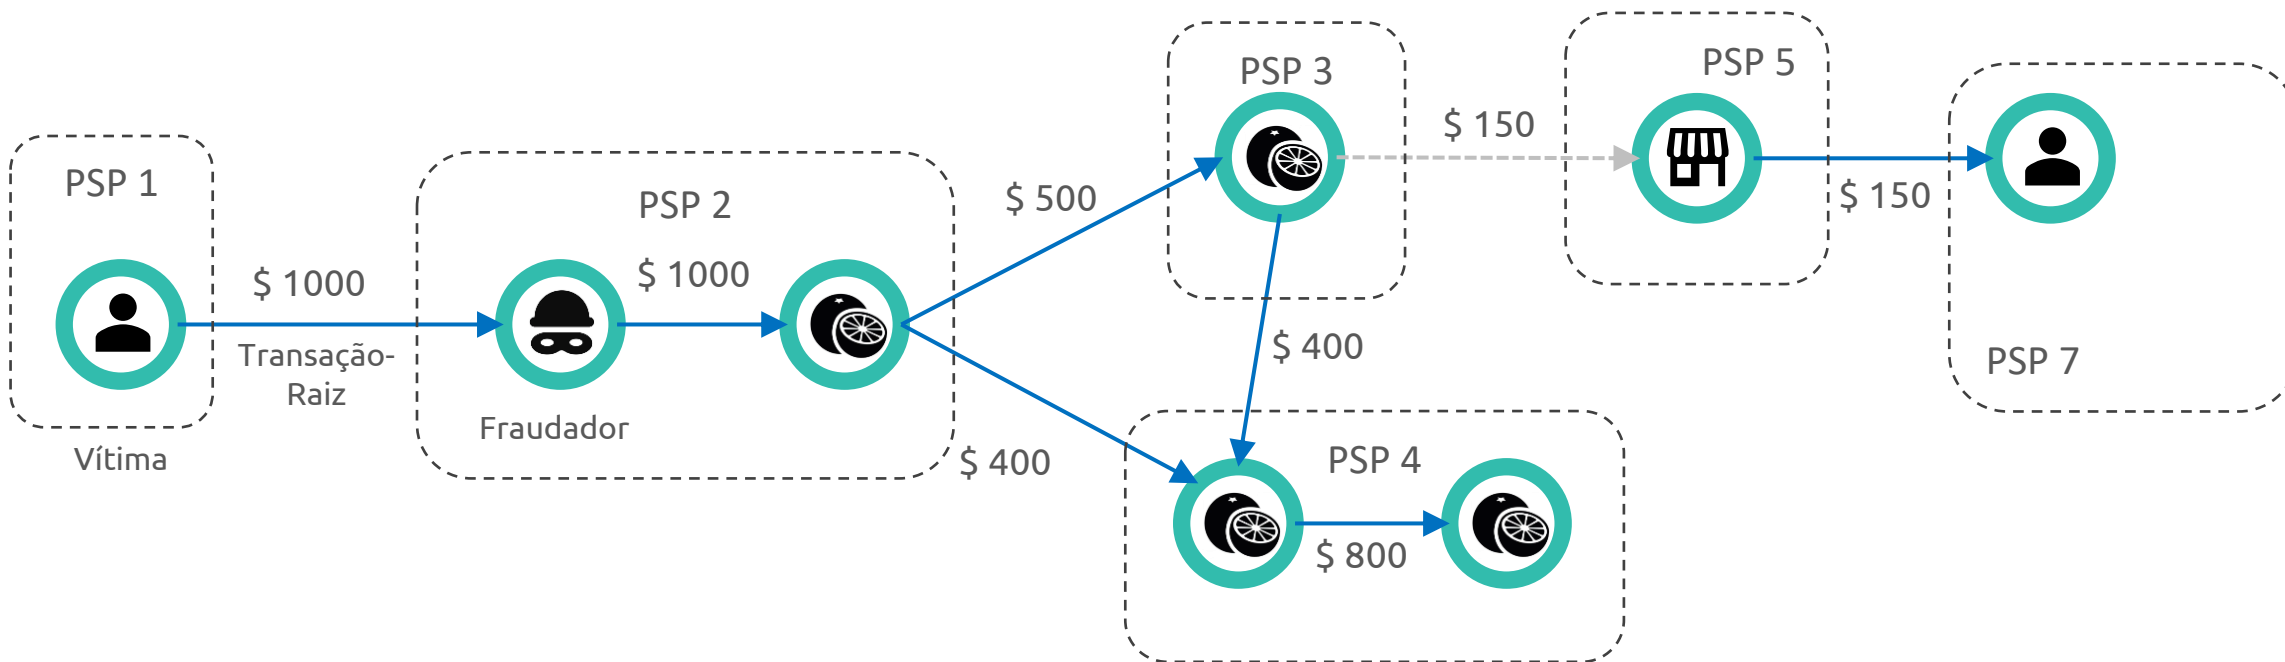 PSP 1
Vítima
$ 1000
Transação-
Raiz
PSP 2
Fraudador
$ 1000
$ 500
$ 400
PSP 3
$ 400
$ 150
PSP 4
$ 800
PSP 5
$ 150
PSP 7